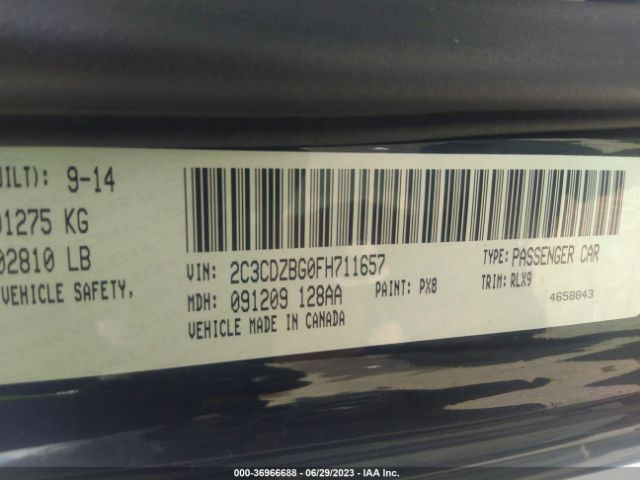 UILT): 9-14
01275 KG
02810 LB
VEHICLE SAFETY,
VIN: 2C3CDZBG0FH711657
TYPE: PASSENGER CAR
MDH: 091209 128AA
PAINT: PX8
TRIM: RLX9
VEHICLE MADE IN CANADA
4658843
000-36966688 - 06/29/2023 - IAA Inc.